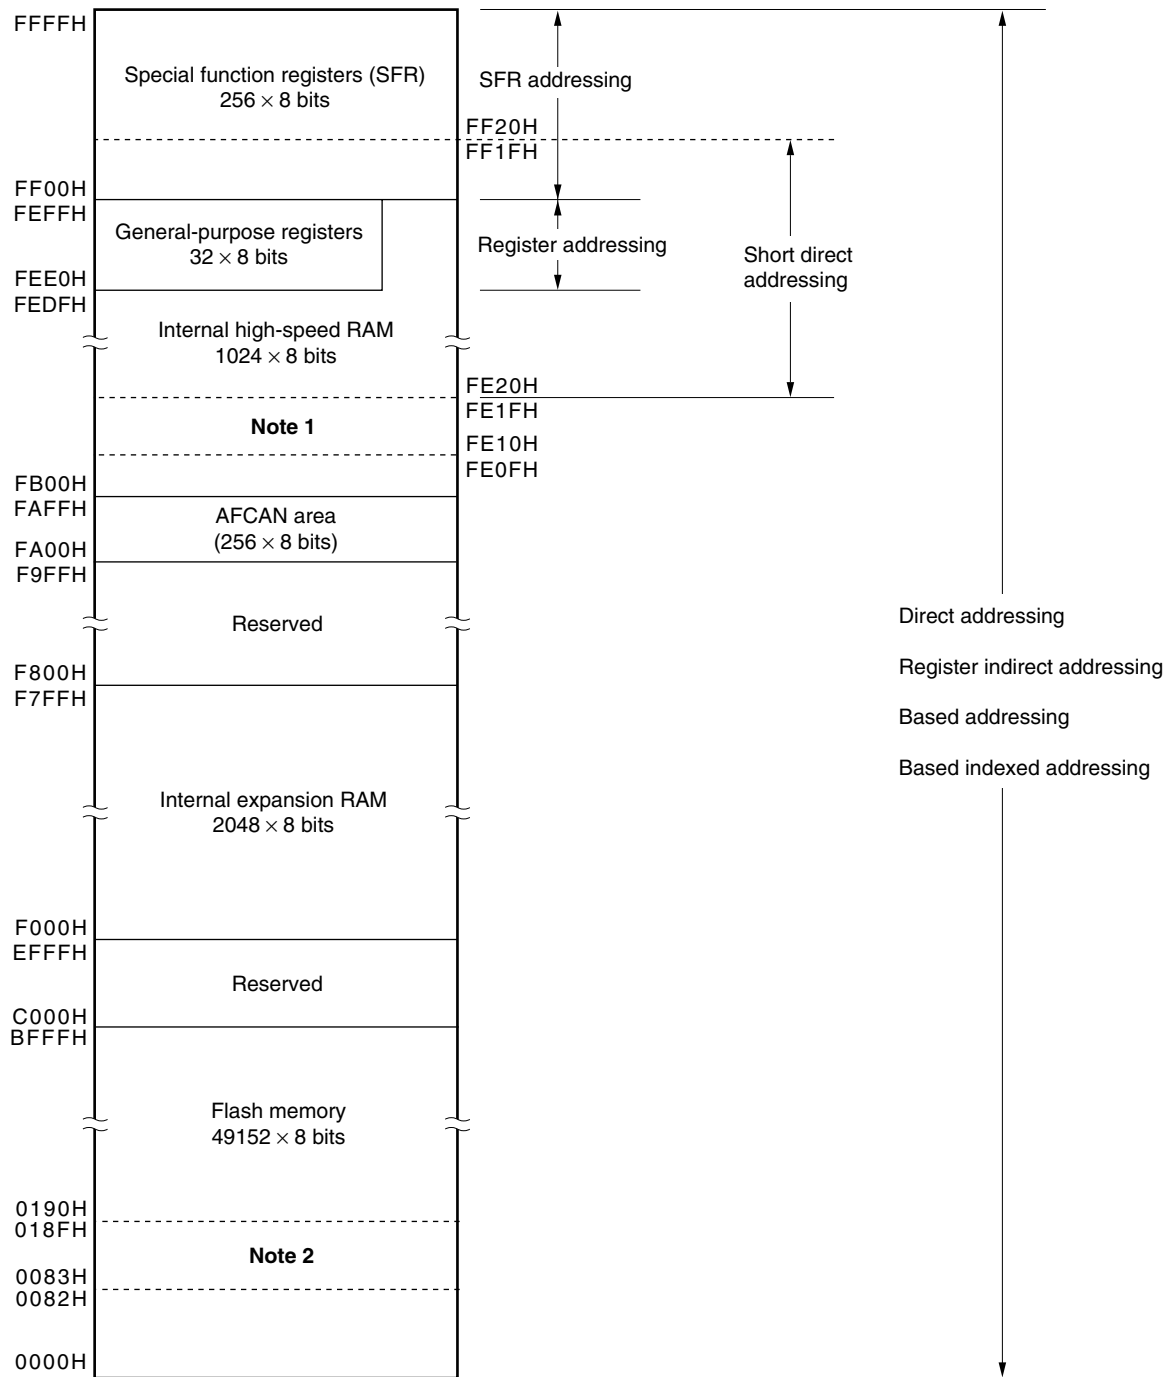 FFFFH
Special function registers (SFR)
256 × 8 bits
SFR addressing
FF20H
FF1FH
FF00H
FEFFH
General-purpose registers
32 × 8 bits
Register addressing
Short direct
addressing
FEE0H
FEDFH
Internal high-speed RAM
1024 × 8 bits
FE20H
FE1FH
Note 1
FE10H
FE0FH
FB00H
FAFFH
AFCAN area
(256 × 8 bits)
FA00H
F9FFH
Reserved
Direct addressing
Register indirect addressing
Based addressing
Based indexed addressing
F800H
F7FFH
Internal expansion RAM
2048 × 8 bits
F000H
EFFFH
Reserved
C000H
BFFFH
Flash memory
49152 × 8 bits
0190H
018FH
Note 2
0083H
0082H
0000H